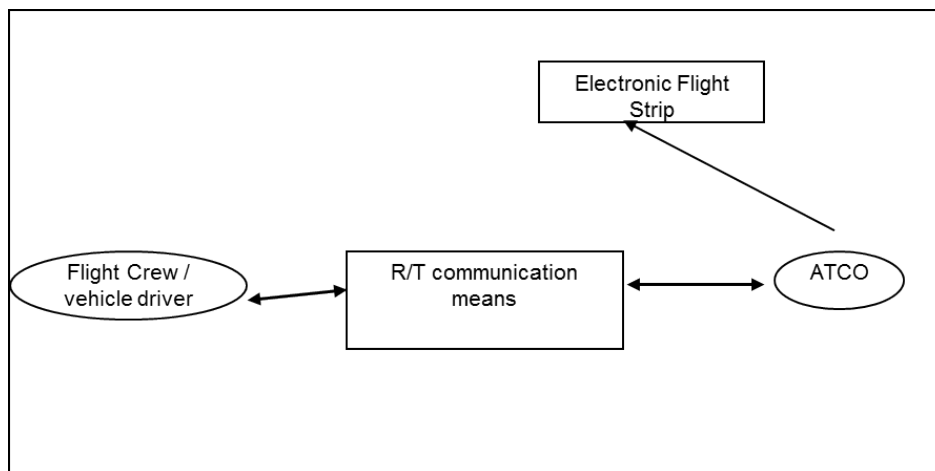 Electronic Flight
Strip
Flight Crew /
vehicle driver
R/T communication
means
ATCO